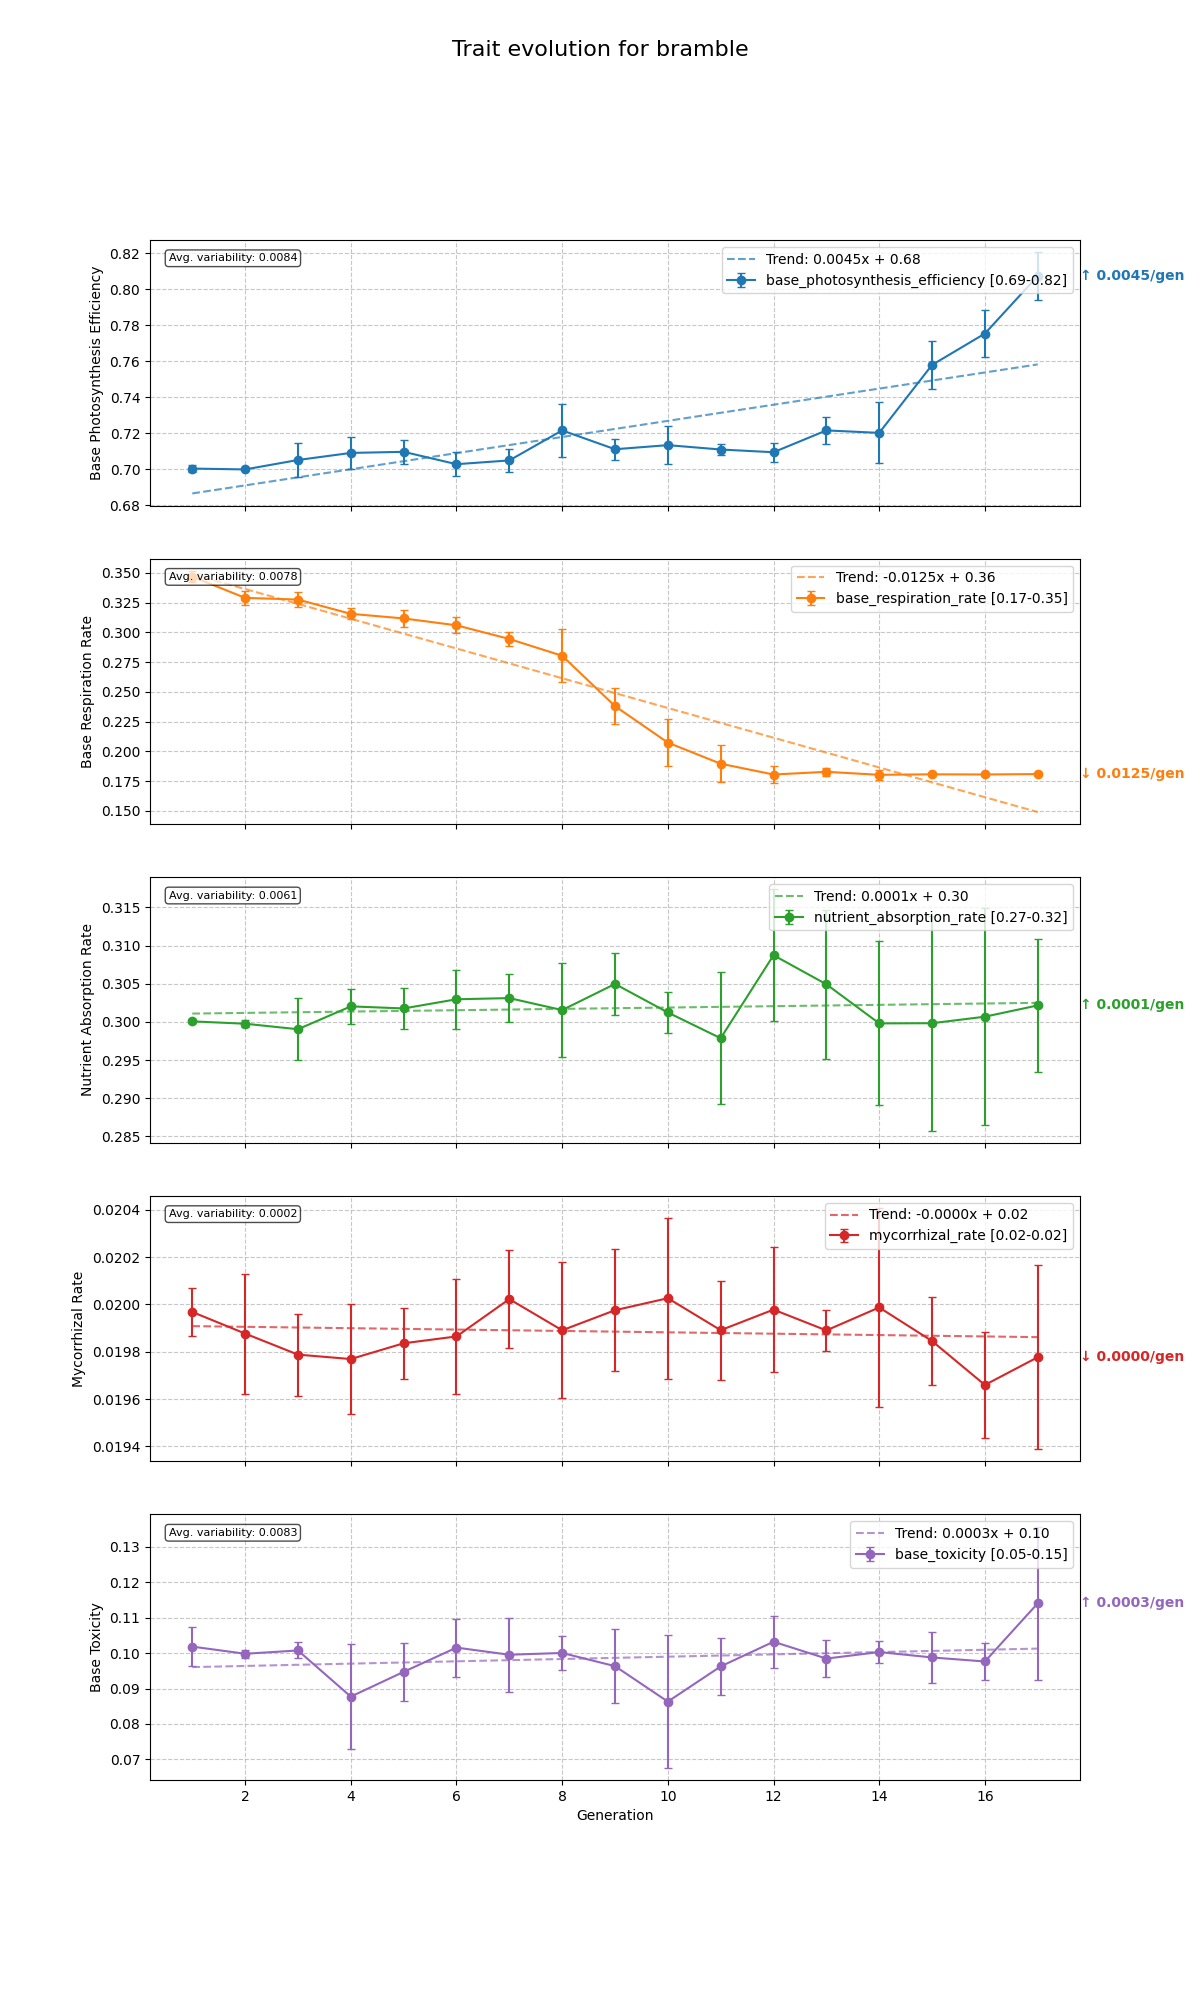 Trait evolution for bramble
Base Photosynthesis Efficiency
0.82
0.80
0.78
0.76
0.74
0.72
0.70
0.68
Avg. variability: 0.0084
Trend: 0.0045x + 0.68
base_photosynthesis_efficiency [0.69-0.82]
↑ 0.0045/gen
Base Respiration Rate
0.350
0.325
0.300
0.275
0.250
0.225
0.200
0.175
0.150
Avg. variability: 0.0078
Trend: -0.0125x + 0.36
base_respiration_rate [0.17-0.35]
↓ 0.0125/gen
Nutrient Absorption Rate
0.315
0.310
0.305
0.300
0.295
0.290
0.285
Avg. variability: 0.0061
Trend: 0.0001x + 0.30
nutrient_absorption_rate [0.27-0.32]
↑ 0.0001/gen
Mycorrhizal Rate
0.0204
0.0202
0.0200
0.0198
0.0196
0.0194
Avg. variability: 0.0002
Trend: -0.0000x + 0.02
mycorrhizal_rate [0.02-0.02]
↓ 0.0000/gen
Base Toxicity
0.13
0.12
0.11
0.10
0.09
0.08
0.07
Avg. variability: 0.0083
Trend: 0.0003x + 0.10
base_toxicity [0.05-0.15]
↑ 0.0003/gen
2 4 6 8 10 12 14 16
Generation